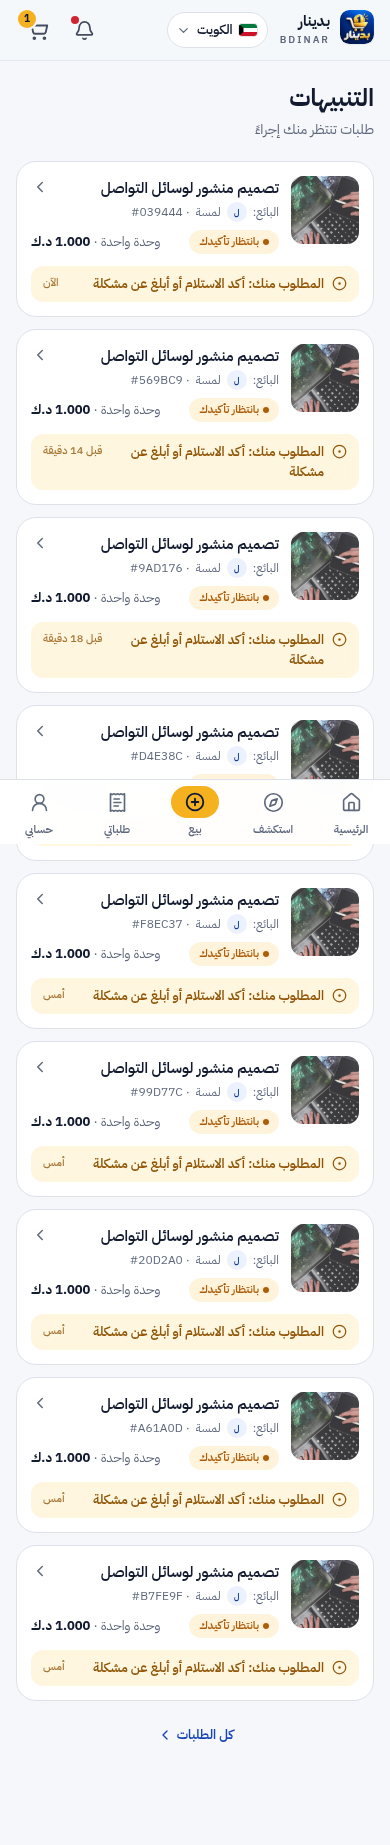 بدينار
BDINAR
الكويت
1
التنبيهات
طلبات تنتظر منك إجراءً
تصميم منشور لوسائل التواصل
البائع: ل لمسة · #039444
بانتظار تأكيدك
وحدة واحدة · 1.000 د.ك
المطلوب منك: أكد الاستلام أو أبلغ عن مشكلة
الآن
تصميم منشور لوسائل التواصل
البائع: ل لمسة · #569BC9
بانتظار تأكيدك
وحدة واحدة · 1.000 د.ك
المطلوب منك: أكد الاستلام أو أبلغ عن
مشكلة
قبل 14 دقيقة
تصميم منشور لوسائل التواصل
البائع: ل لمسة · #9AD176
بانتظار تأكيدك
وحدة واحدة · 1.000 د.ك
المطلوب منك: أكد الاستلام أو أبلغ عن
مشكلة
قبل 18 دقيقة
تصميم منشور لوسائل التواصل
البائع: ل لمسة · #D4E38C
الرئيسية
استكشف
بيع
طلباتي
حسابي
تصميم منشور لوسائل التواصل
البائع: ل لمسة · #F8EC37
بانتظار تأكيدك
وحدة واحدة · 1.000 د.ك
المطلوب منك: أكد الاستلام أو أبلغ عن مشكلة
أمس
تصميم منشور لوسائل التواصل
البائع: ل لمسة · #99D77C
بانتظار تأكيدك
وحدة واحدة · 1.000 د.ك
المطلوب منك: أكد الاستلام أو أبلغ عن مشكلة
أمس
تصميم منشور لوسائل التواصل
البائع: ل لمسة · #20D2A0
بانتظار تأكيدك
وحدة واحدة · 1.000 د.ك
المطلوب منك: أكد الاستلام أو أبلغ عن مشكلة
أمس
تصميم منشور لوسائل التواصل
البائع: ل لمسة · #A61A0D
بانتظار تأكيدك
وحدة واحدة · 1.000 د.ك
المطلوب منك: أكد الاستلام أو أبلغ عن مشكلة
أمس
تصميم منشور لوسائل التواصل
البائع: ل لمسة · #B7FE9F
بانتظار تأكيدك
وحدة واحدة · 1.000 د.ك
المطلوب منك: أكد الاستلام أو أبلغ عن مشكلة
أمس
كل الطلبات